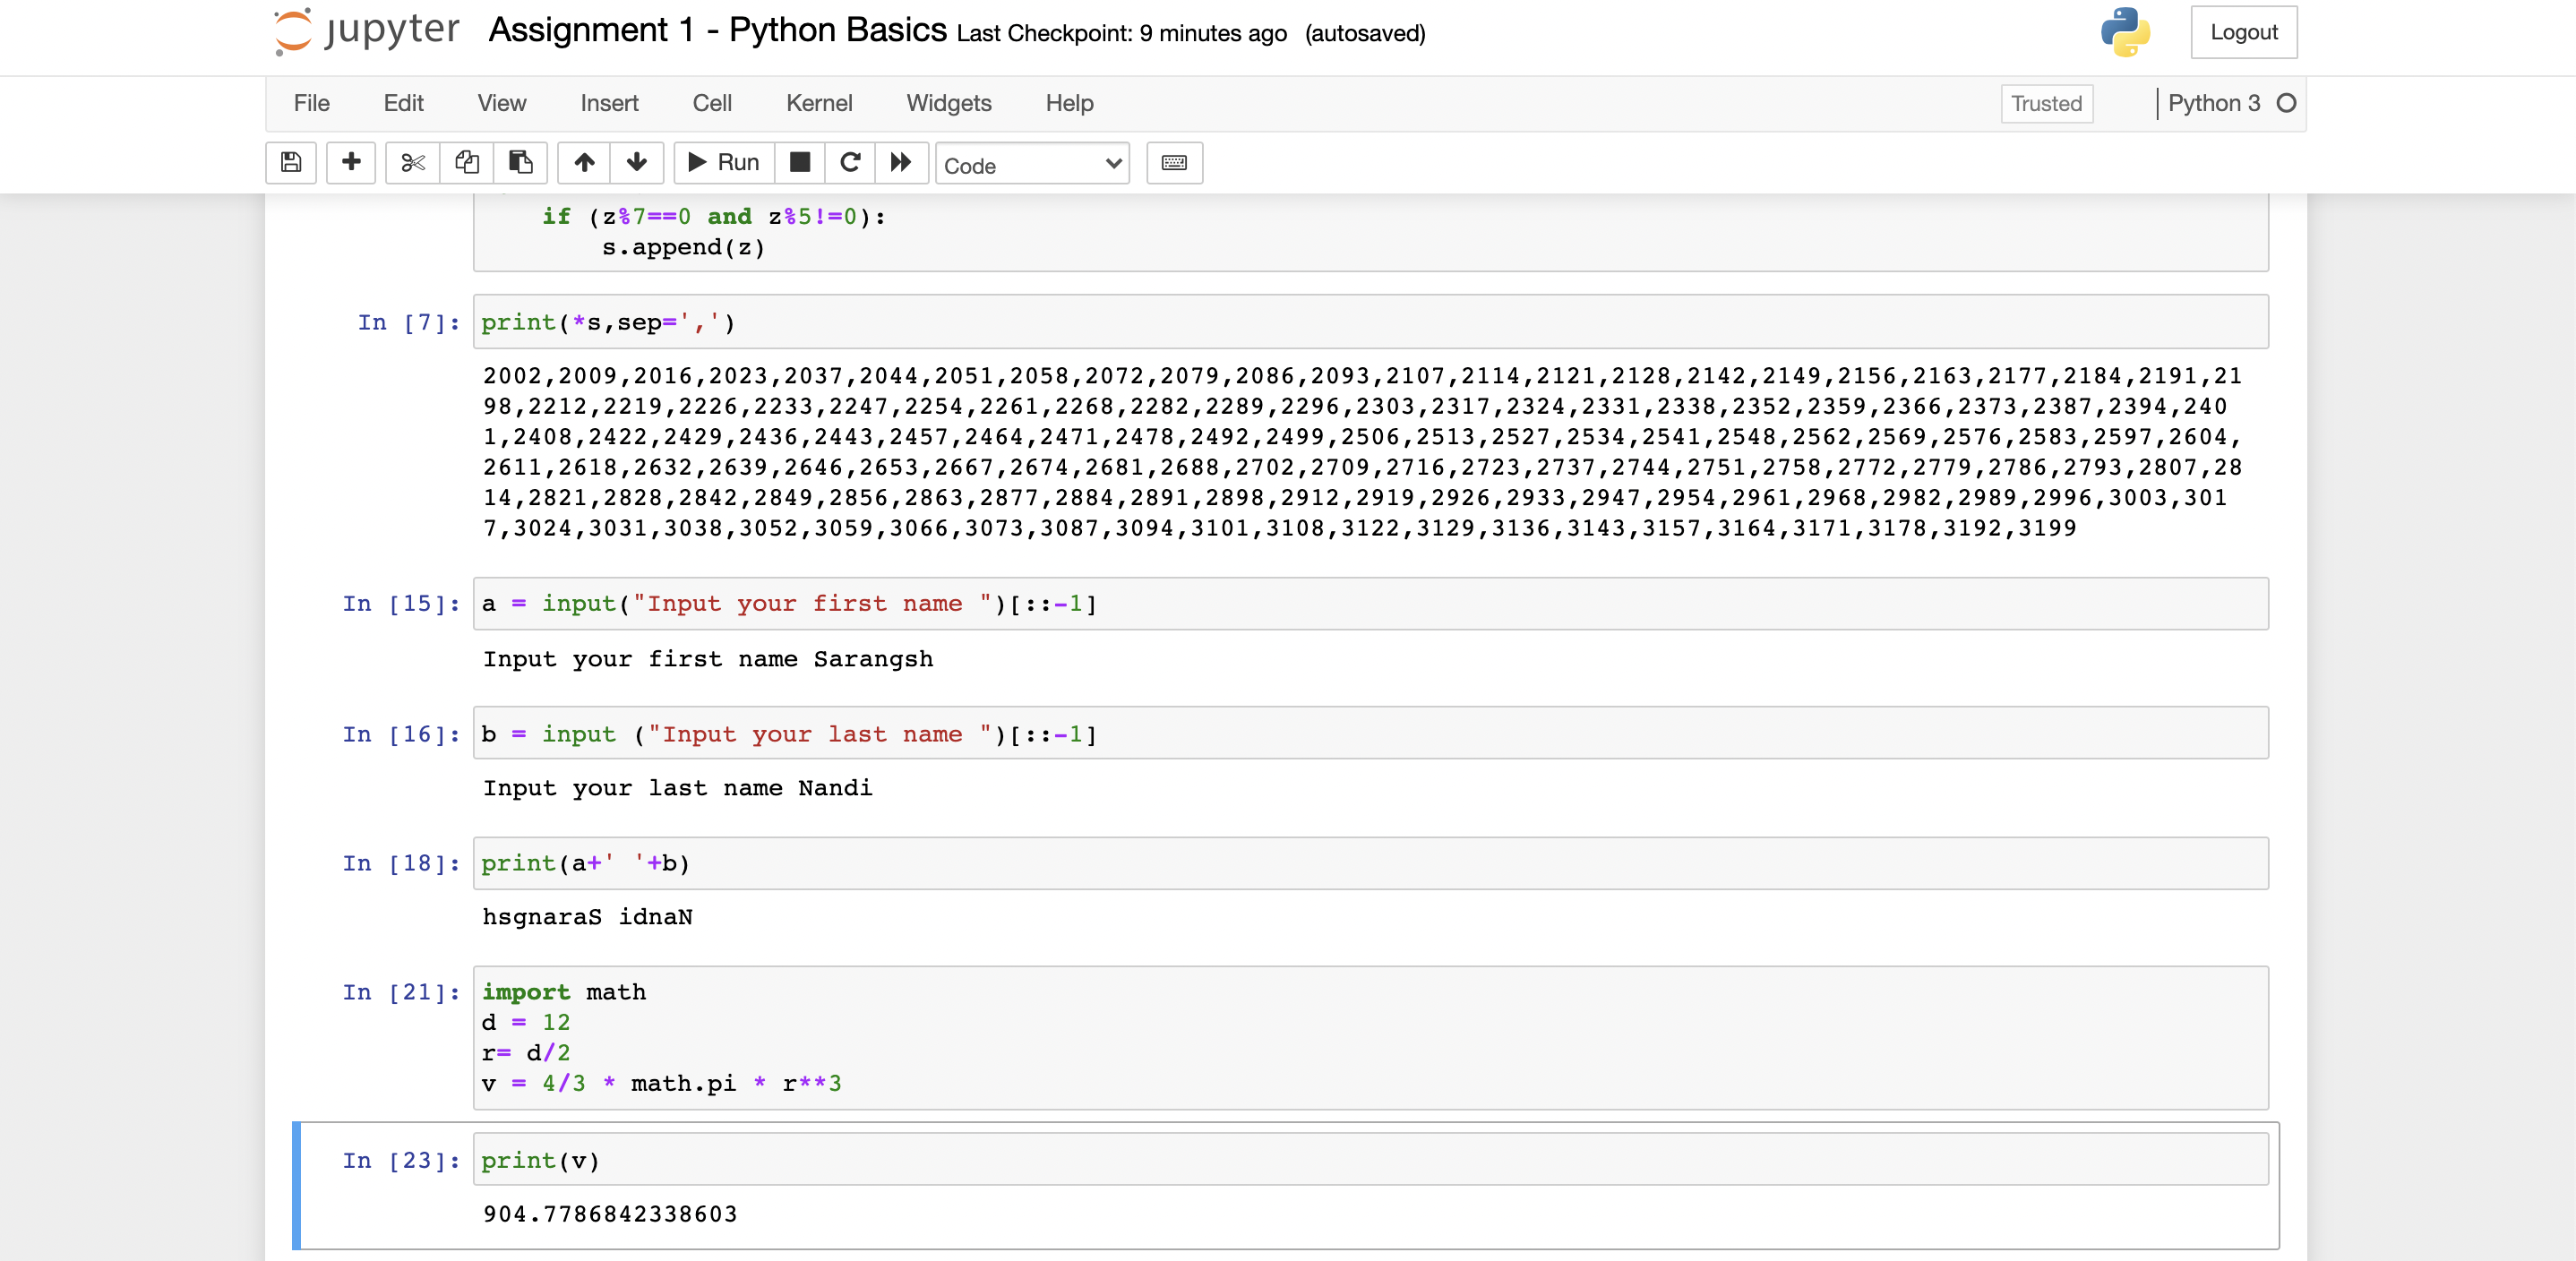 jupyter Assignment 1 - Python Basics Last Checkpoint: 9 minutes ago (autosaved) Logout
File Edit View Insert Cell Kernel Widgets Help Trusted Python 3
Run Code
if (z%7==0 and z%5!=0):
s.append(z)
In [7]: print(*s,sep=',')
2002,2009,2016,2023,2037,2044,2051,2058,2072,2079,2086,2093,2107,2114,2121,2128,2142,2149,2156,2163,2177,2184,2191,21
98,2212,2219,2226,2233,2247,2254,2261,2268,2282,2289,2296,2303,2317,2324,2331,2338,2352,2359,2366,2373,2387,2394,240
1,2408,2422,2429,2436,2443,2457,2464,2471,2478,2492,2499,2506,2513,2527,2534,2541,2548,2562,2569,2576,2583,2597,2604,
2611,2618,2632,2639,2646,2653,2667,2674,2681,2688,2702,2709,2716,2723,2737,2744,2751,2758,2772,2779,2786,2793,2807,28
14,2821,2828,2842,2849,2856,2863,2877,2884,2891,2898,2912,2919,2926,2933,2947,2954,2961,2968,2982,2989,2996,3003,301
7,3024,3031,3038,3052,3059,3066,3073,3087,3094,3101,3108,3122,3129,3136,3143,3157,3164,3171,3178,3192,3199
In [15]: a = input("Input your first name ")[::-1]
Input your first name Sarangsh
In [16]: b = input ("Input your last name ")[::-1]
Input your last name Nandi
In [18]: print(a+' '+b)
hsgnaraS idnaN
In [21]: import math
d = 12
r= d/2
v = 4/3 * math.pi * r**3
In [23]: print(v)
904.7786842338603